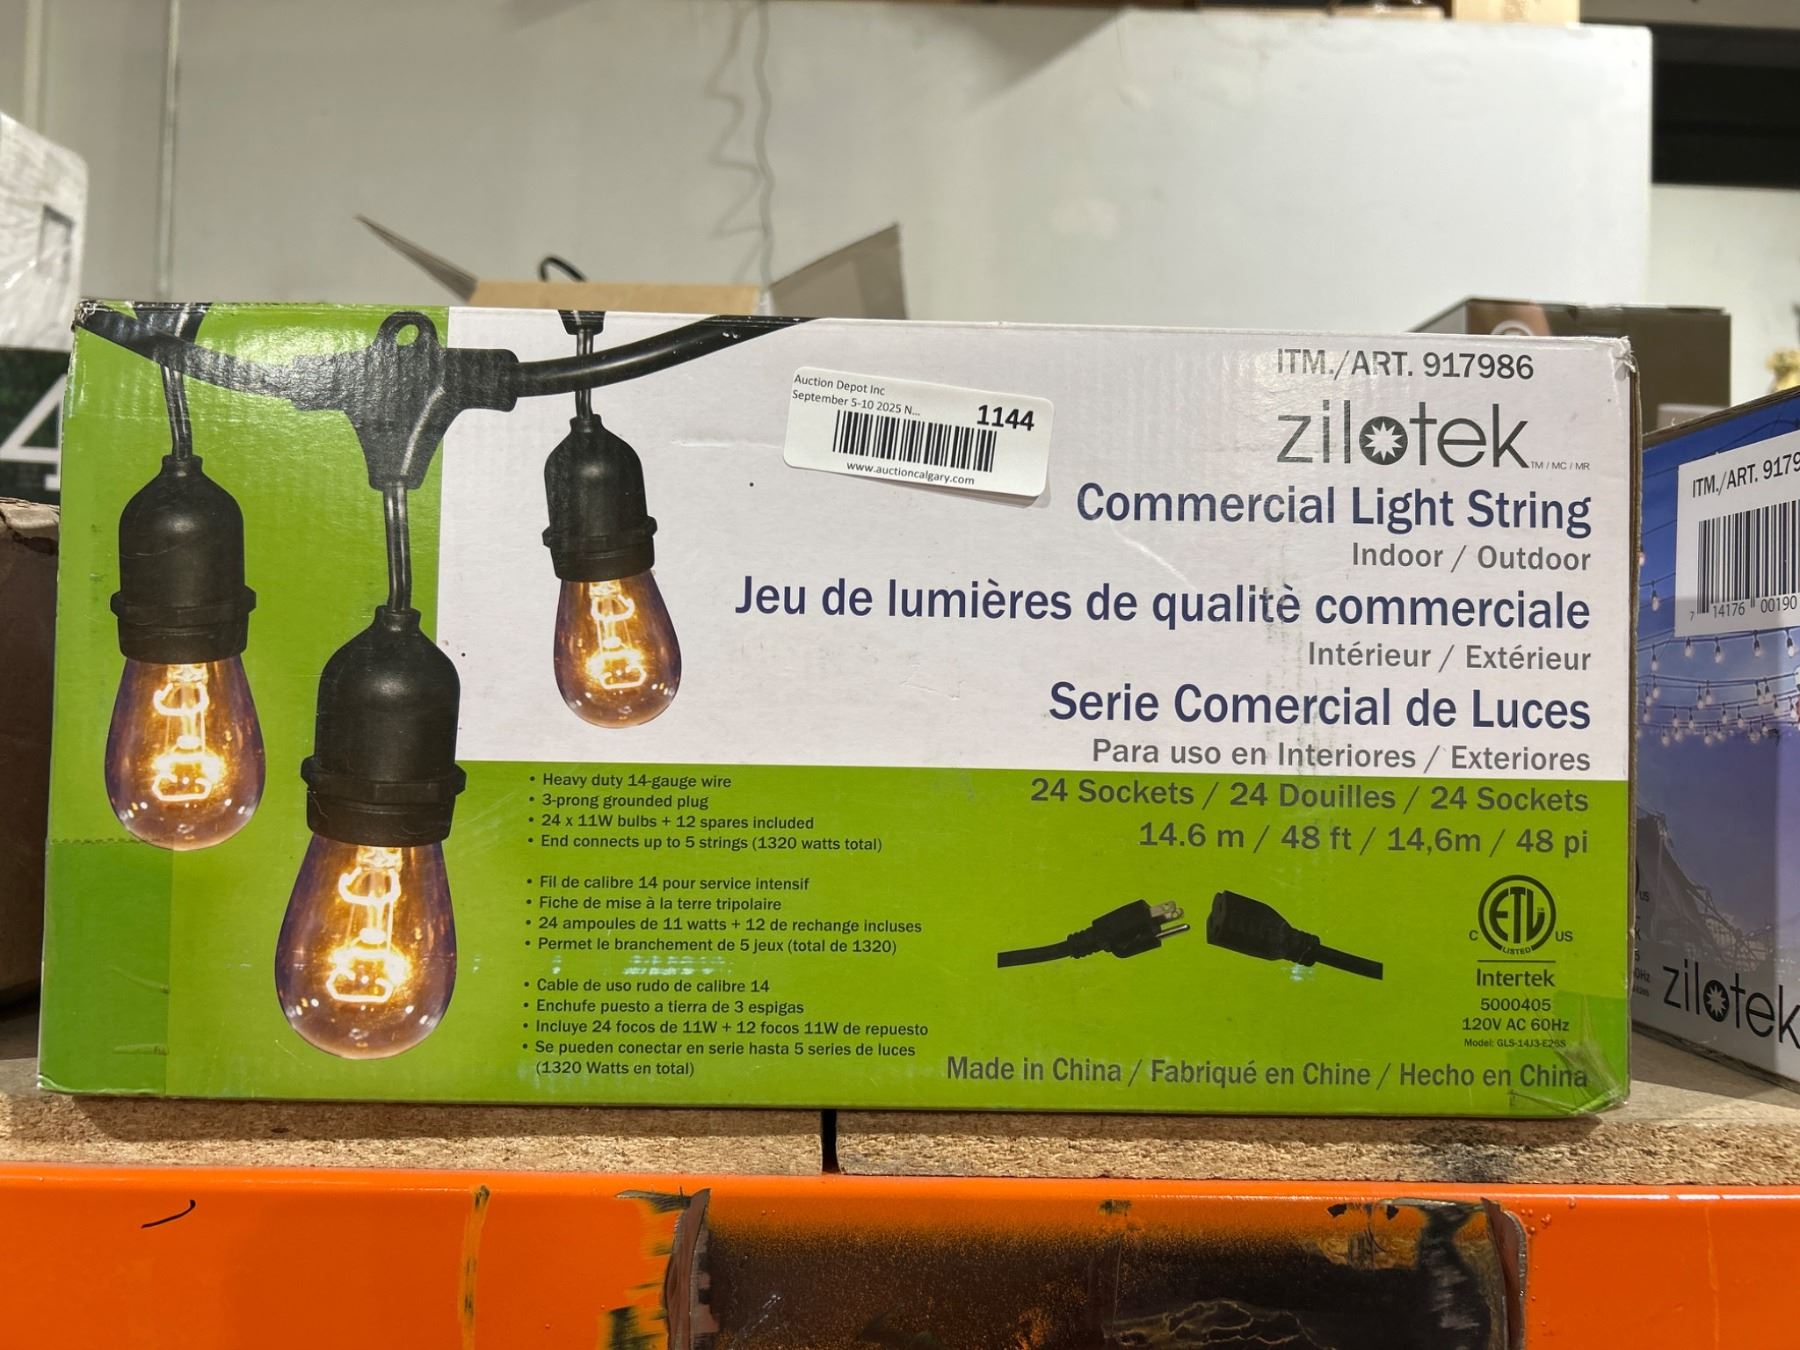 Auction Depot Inc
September 5-10 2025 N...
1144
www.auctioncalgary.com
ITM./ART. 917986
zilotek TM / MC / MR
Commercial Light String
Indoor / Outdoor
Jeu de lumières de qualitè commerciale
Intérieur / Extérieur
Serie Comercial de Luces
Para uso en Interiores / Exteriores
24 Sockets / 24 Douilles / 24 Sockets
14.6 m / 48 ft / 14,6m / 48 pi
• Heavy duty 14-gauge wire
• 3-prong grounded plug
• 24 x 11W bulbs + 12 spares included
• End connects up to 5 strings (1320 watts total)
• Fil de calibre 14 pour service intensif
• Fiche de mise à la terre tripolaire
• 24 ampoules de 11 watts + 12 de rechange incluses
• Permet le branchement de 5 jeux (total de 1320)
• Cable de uso rudo de calibre 14
• Enchufe puesto a tierra de 3 espigas
• Incluye 24 focos de 11W + 12 focos 11W de repuesto
• Se pueden conectar en serie hasta 5 series de luces
(1320 Watts en total)
C ETL US
LISTED
Intertek
5000405
120V AC 60Hz
Model: GLS-14J3-E26S
Made in China / Fabriqué en Chine / Hecho en China
ITM./ART. 9179
7 14176 00190
zilotek
4